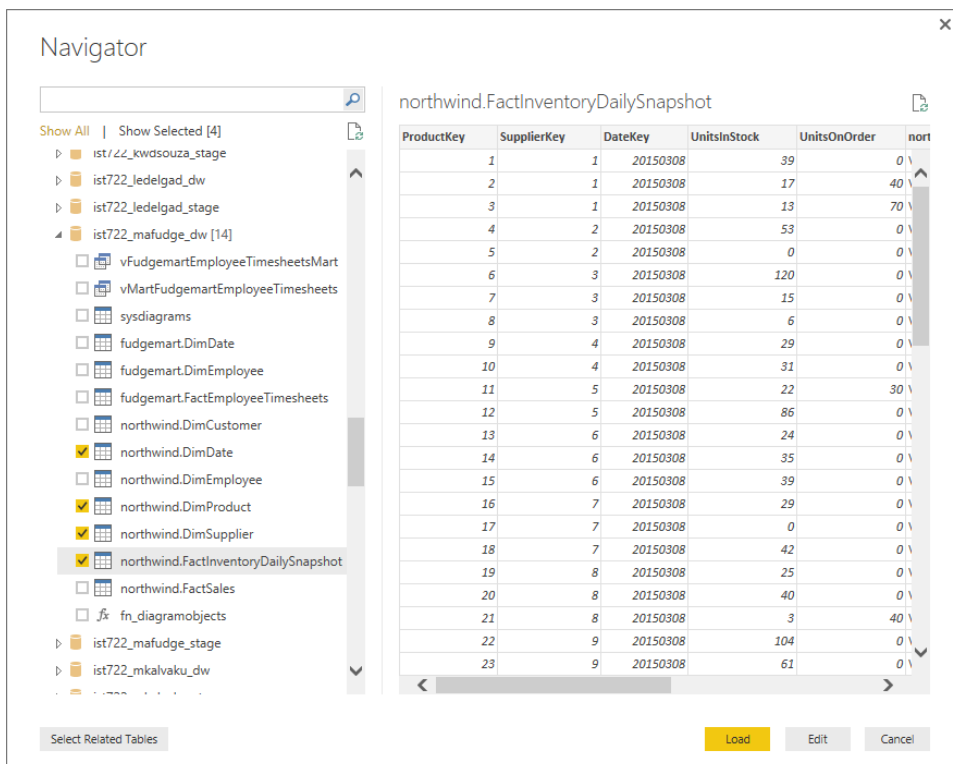 Navigator
Show All | Show Selected [4]
ist722_kwdsouza_stage
ist722_ledelgad_dw
ist722_ledelgad_stage
ist722_mafudge_dw [14]
vFudgemartEmployeeTimesheetsMart
vMartFudgemartEmployeeTimesheets
sysdiagrams
fudgemart.DimDate
fudgemart.DimEmployee
fudgemart.FactEmployeeTimesheets
northwind.DimCustomer
northwind.DimDate
northwind.DimEmployee
northwind.DimProduct
northwind.DimSupplier
northwind.FactInventoryDailySnapshot
northwind.FactSales
fx fn_diagramobjects
ist722_mafudge_stage
ist722_mkalvaku_dw
northwind.FactInventoryDailySnapshot
ProductKey SupplierKey DateKey UnitsInStock UnitsOnOrder nort
1 1 20150308 39 0
2 1 20150308 17 40
3 1 20150308 13 70
4 2 20150308 53 0
5 2 20150308 0 0
6 3 20150308 120 0
7 3 20150308 15 0
8 3 20150308 6 0
9 4 20150308 29 0
10 4 20150308 31 0
11 5 20150308 22 30
12 5 20150308 86 0
13 6 20150308 24 0
14 6 20150308 35 0
15 6 20150308 39 0
16 7 20150308 29 0
17 7 20150308 0 0
18 7 20150308 42 0
19 8 20150308 25 0
20 8 20150308 40 0
21 8 20150308 3 40
22 9 20150308 104 0
23 9 20150308 61 0
Select Related Tables
Load Edit Cancel